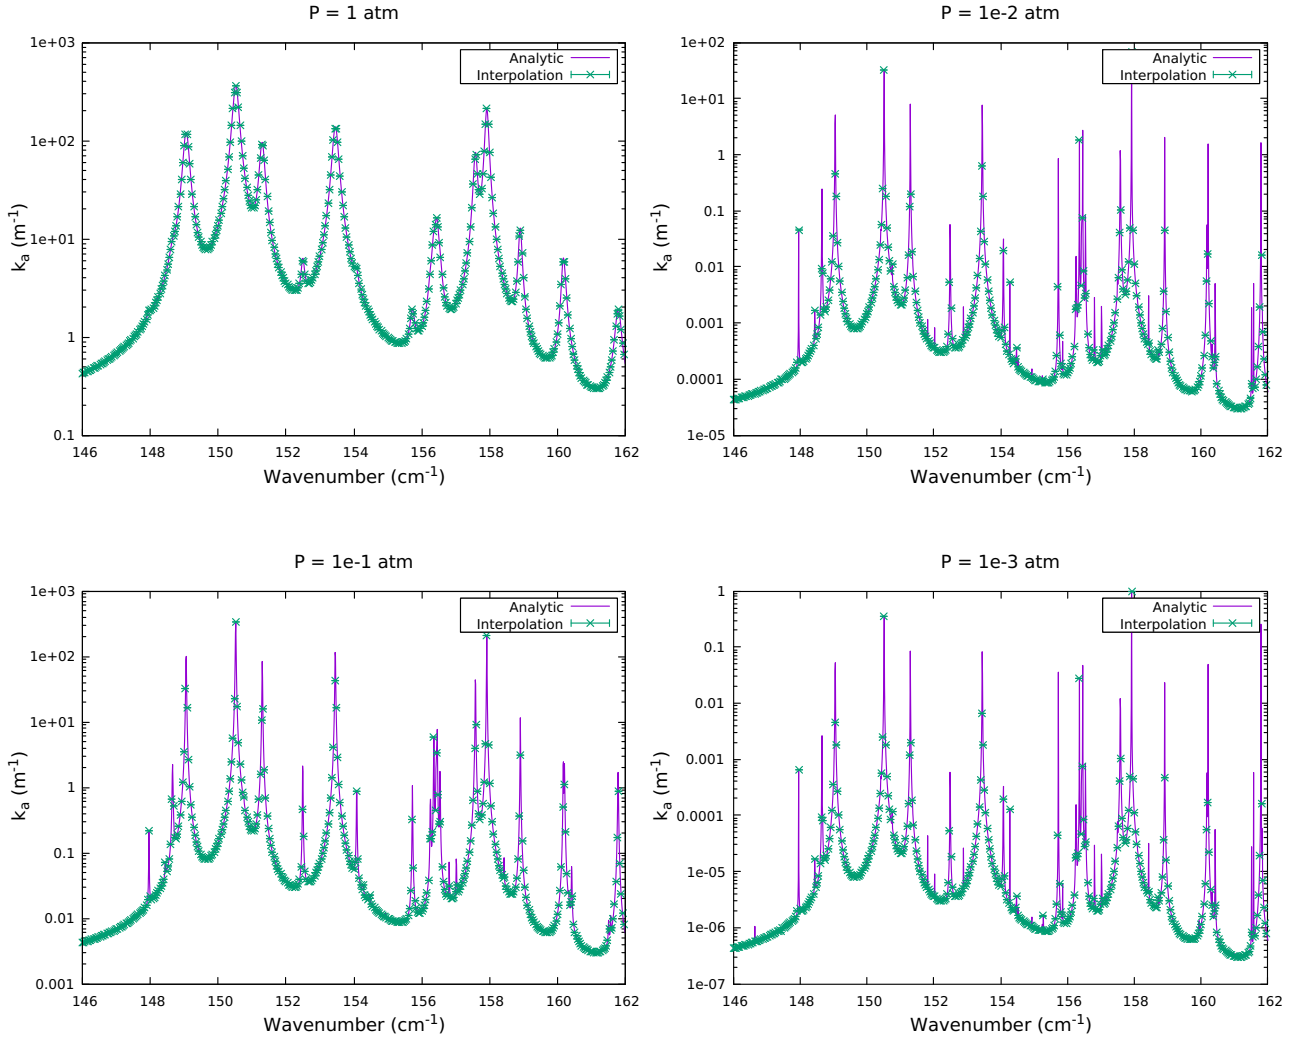 P = 1 atm
Analytic
Interpolation
1e+03
1e+02
1e+01
1
0.1
k_a (m^-1)
146 148 150 152 154 156 158 160 162
Wavenumber (cm^-1)
P = 1e-2 atm
Analytic
Interpolation
1e+02
1e+01
1
0.1
0.01
0.001
0.0001
1e-05
k_a (m^-1)
146 148 150 152 154 156 158 160 162
Wavenumber (cm^-1)
P = 1e-1 atm
Analytic
Interpolation
1e+03
1e+02
1e+01
1
0.1
0.01
0.001
k_a (m^-1)
146 148 150 152 154 156 158 160 162
Wavenumber (cm^-1)
P = 1e-3 atm
Analytic
Interpolation
1
0.1
0.01
0.001
0.0001
1e-05
1e-06
1e-07
k_a (m^-1)
146 148 150 152 154 156 158 160 162
Wavenumber (cm^-1)